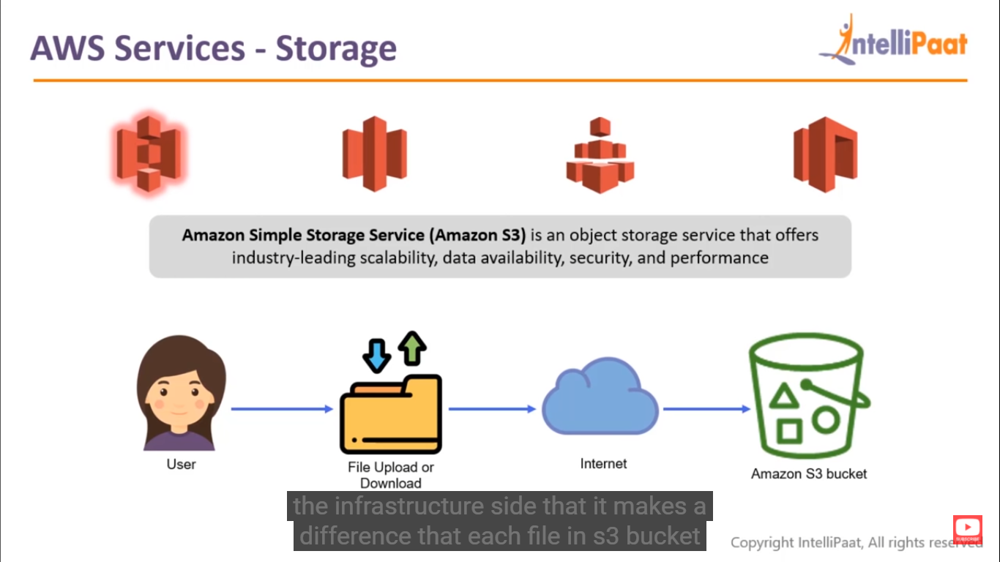 AWS Services - Storage
IntelliPaat
Amazon Simple Storage Service (Amazon S3) is an object storage service that offers
industry-leading scalability, data availability, security, and performance
User
File Upload or
Download
Internet
Amazon S3 bucket
the infrastructure side that it makes a
difference that each file in s3 bucket
Copyright IntelliPaat, All rights reserved
SUBSCRIBE